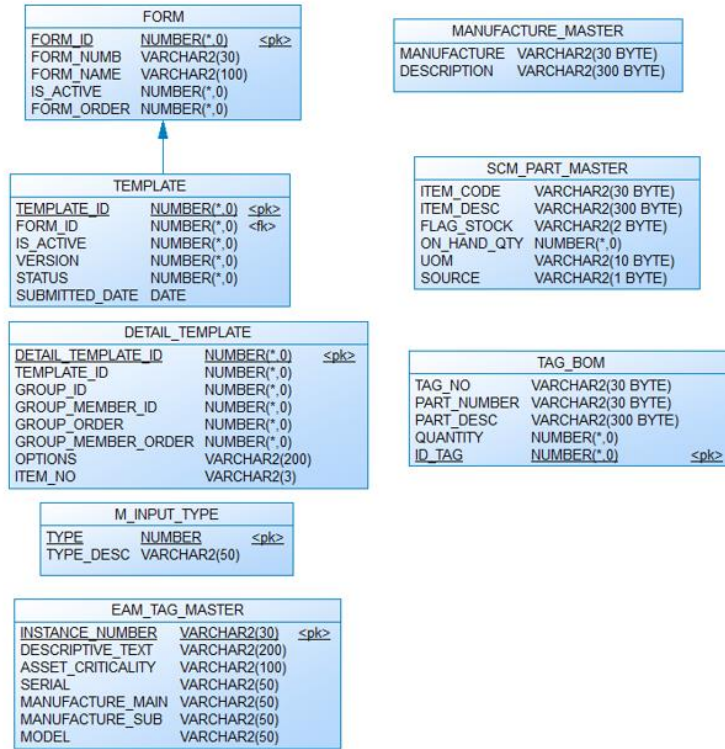 FORM
FORM_ID NUMBER(*,0) <pk>
FORM_NUMB VARCHAR2(30)
FORM_NAME VARCHAR2(100)
IS_ACTIVE NUMBER(*,0)
FORM_ORDER NUMBER(*,0)
TEMPLATE
TEMPLATE_ID NUMBER(*,0) <pk>
FORM_ID NUMBER(*,0) <fk>
IS_ACTIVE NUMBER(*,0)
VERSION NUMBER(*,0)
STATUS NUMBER(*,0)
SUBMITTED_DATE DATE
DETAIL_TEMPLATE
DETAIL_TEMPLATE_ID NUMBER(*,0) <pk>
TEMPLATE_ID NUMBER(*,0)
GROUP_ID NUMBER(*,0)
GROUP_MEMBER_ID NUMBER(*,0)
GROUP_ORDER NUMBER(*,0)
GROUP_MEMBER_ORDER NUMBER(*,0)
OPTIONS VARCHAR2(200)
ITEM_NO VARCHAR2(3)
M_INPUT_TYPE
TYPE NUMBER <pk>
TYPE_DESC VARCHAR2(50)
EAM_TAG_MASTER
INSTANCE_NUMBER VARCHAR2(30) <pk>
DESCRIPTIVE_TEXT VARCHAR2(200)
ASSET_CRITICALITY VARCHAR2(100)
SERIAL VARCHAR2(50)
MANUFACTURE_MAIN VARCHAR2(50)
MANUFACTURE_SUB VARCHAR2(50)
MODEL VARCHAR2(50)
MANUFACTURE_MASTER
MANUFACTURE VARCHAR2(30 BYTE)
DESCRIPTION VARCHAR2(300 BYTE)
SCM_PART_MASTER
ITEM_CODE VARCHAR2(30 BYTE)
ITEM_DESC VARCHAR2(300 BYTE)
FLAG_STOCK VARCHAR2(2 BYTE)
ON_HAND_QTY NUMBER(*,0)
UOM VARCHAR2(10 BYTE)
SOURCE VARCHAR2(1 BYTE)
TAG_BOM
TAG_NO VARCHAR2(30 BYTE)
PART_NUMBER VARCHAR2(30 BYTE)
PART_DESC VARCHAR2(300 BYTE)
QUANTITY NUMBER(*,0)
ID_TAG NUMBER(*,0) <pk>